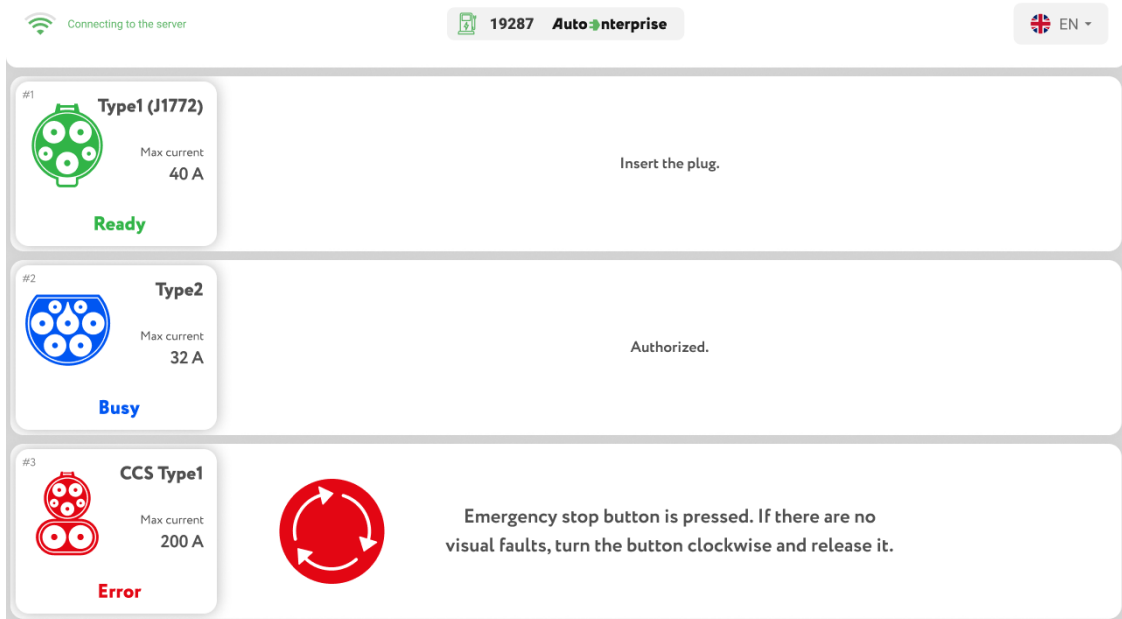 Connecting to the server
19287 Auto Enterprise
EN
#1
Type1 (J1772)
Max current
40 A
Ready
Insert the plug.
#2
Type2
Max current
32 A
Busy
Authorized.
#3
CCS Type1
Max current
200 A
Error
Emergency stop button is pressed. If there are no
visual faults, turn the button clockwise and release it.